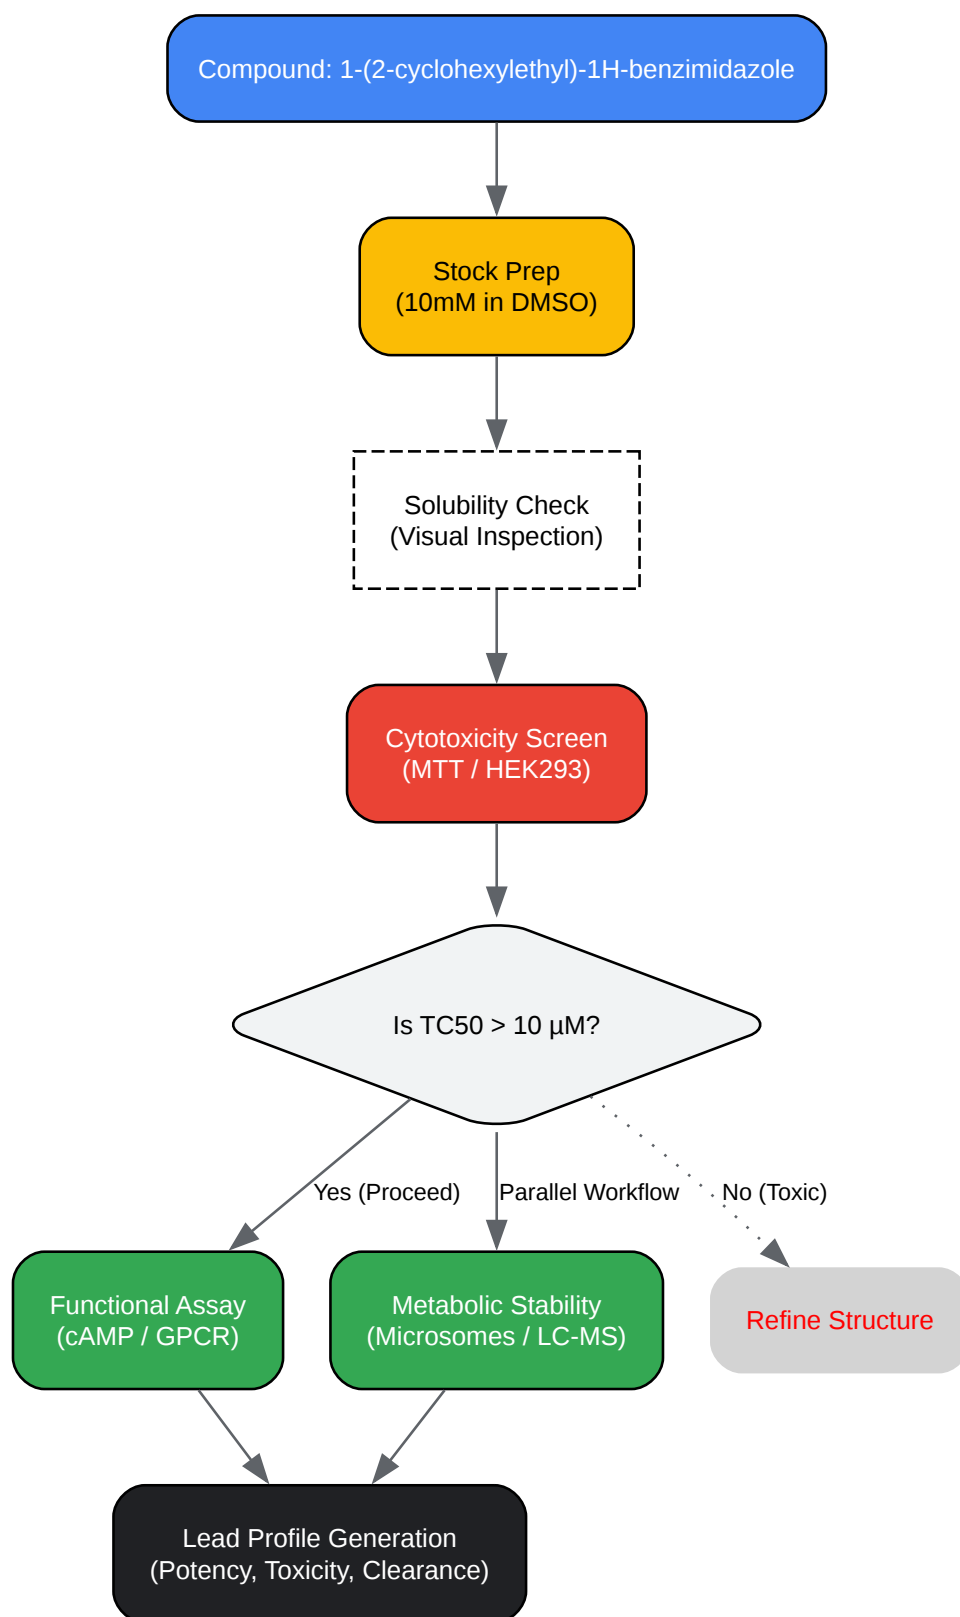 Compound: 1-(2-cyclohexylethyl)-1H-benzimidazole
Stock Prep
(10mM in DMSO)
Solubility Check
(Visual Inspection)
Cytotoxicity Screen
(MTT / HEK293)
Is TC50 > 10 µM?
Yes (Proceed)
Parallel Workflow
No (Toxic)
Functional Assay
(cAMP / GPCR)
Metabolic Stability
(Microsomes / LC-MS)
Refine Structure
Lead Profile Generation
(Potency, Toxicity, Clearance)